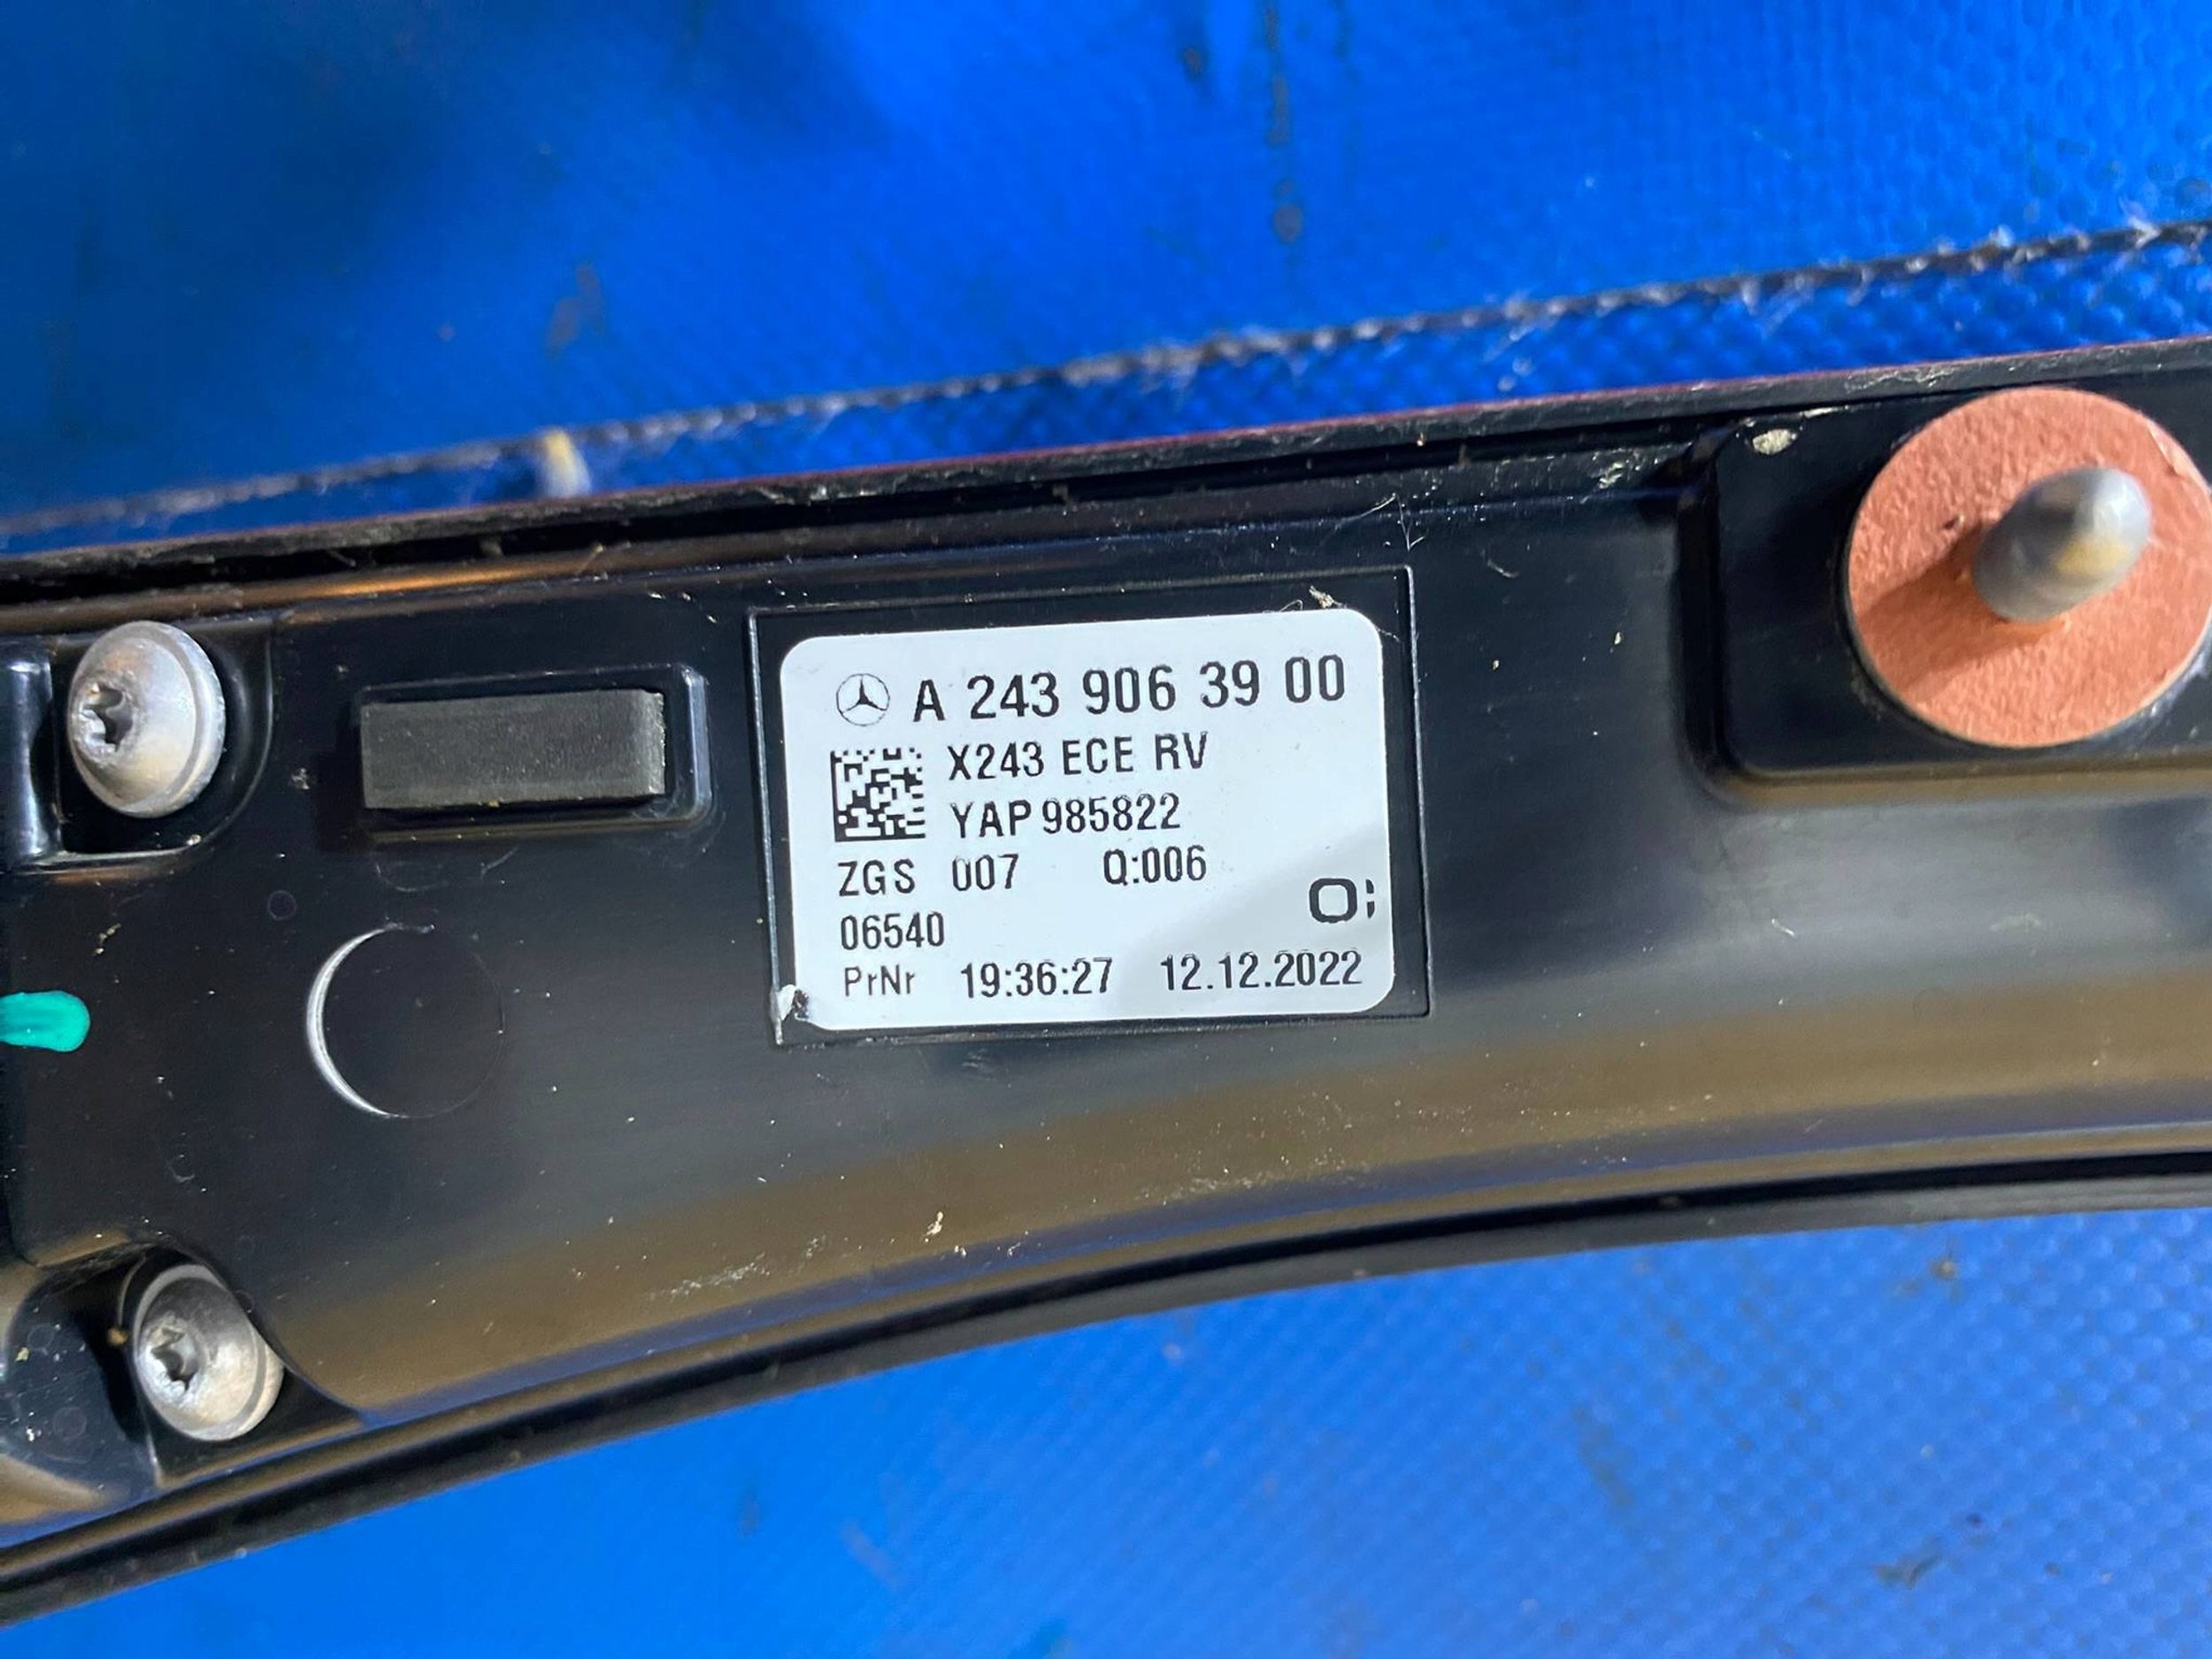 A 243 906 39 00
X243 ECE RV
YAP 985822
ZGS 007 Q:006
06540
PrNr 19:36:27 12.12.2022